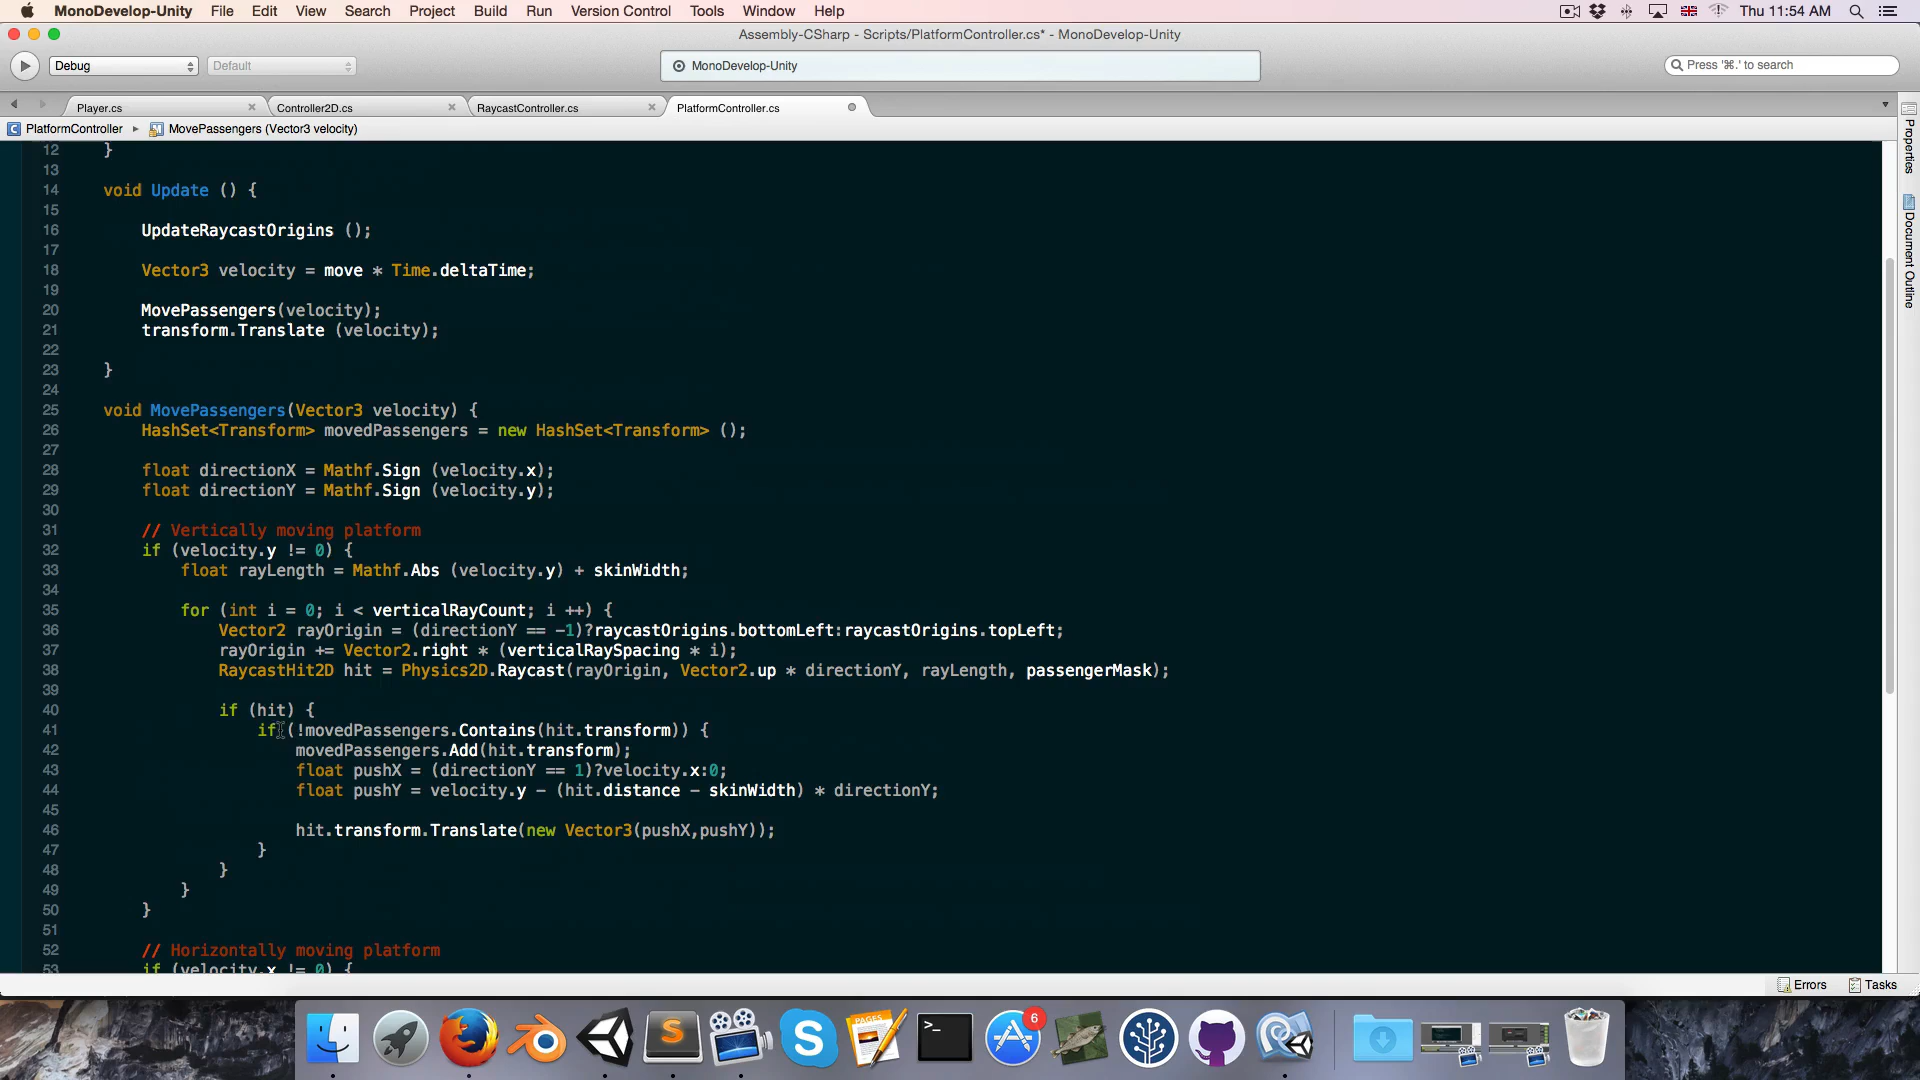 MonoDevelop-Unity File Edit View Search Project Build Run Version Control Tools Window Help Thu 11:54 AM
Assembly-CSharp - Scripts/PlatformController.cs* - MonoDevelop-Unity
Debug Default MonoDevelop-Unity Press '⌘.' to search
Player.cs Controller2D.cs RaycastController.cs PlatformController.cs
C PlatformController MovePassengers (Vector3 velocity)
Properties
Document Outline
12 }
13
14 void Update () {
15
16 UpdateRaycastOrigins ();
17
18 Vector3 velocity = move * Time.deltaTime;
19
20 MovePassengers(velocity);
21 transform.Translate (velocity);
22
23 }
24
25 void MovePassengers(Vector3 velocity) {
26 HashSet<Transform> movedPassengers = new HashSet<Transform> ();
27
28 float directionX = Mathf.Sign (velocity.x);
29 float directionY = Mathf.Sign (velocity.y);
30
31 // Vertically moving platform
32 if (velocity.y != 0) {
33 float rayLength = Mathf.Abs (velocity.y) + skinWidth;
34
35 for (int i = 0; i < verticalRayCount; i ++) {
36 Vector2 rayOrigin = (directionY == -1)?raycastOrigins.bottomLeft:raycastOrigins.topLeft;
37 rayOrigin += Vector2.right * (verticalRaySpacing * i);
38 RaycastHit2D hit = Physics2D.Raycast(rayOrigin, Vector2.up * directionY, rayLength, passengerMask);
39
40 if (hit) {
41 if (!movedPassengers.Contains(hit.transform)) {
42 movedPassengers.Add(hit.transform);
43 float pushX = (directionY == 1)?velocity.x:0;
44 float pushY = velocity.y - (hit.distance - skinWidth) * directionY;
45
46 hit.transform.Translate(new Vector3(pushX,pushY));
47 }
48 }
49 }
50 }
51
52 // Horizontally moving platform
53 if (velocity.x != 0) {
Errors Tasks
S S PAGES >_ 6